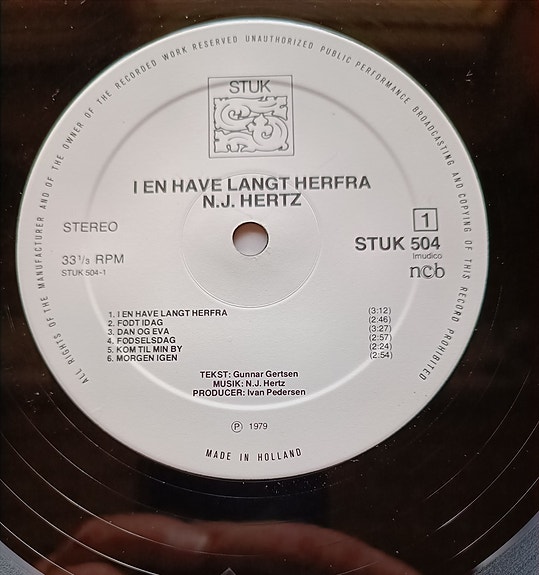 ALL RIGHTS OF THE MANUFACTURER AND OF THE OWNER OF THE RECORDED WORK RESERVED UNAUTHORIZED PUBLIC PERFORMANCE BROADCASTING AND COPYING OF THIS RECORD PROHIBITED
STUK
I EN HAVE LANGT HERFRA
N.J. HERTZ
STEREO
1
STUK 504
Imudico
33 1/3 RPM
ncb
STUK 504-1
1. I EN HAVE LANGT HERFRA (3:12)
2. FODT IDAG (2:46)
3. DAN OG EVA (3:27)
4. FODSELSDAG (2:57)
5. KOM TIL MIN BY (2:24)
6. MORGEN IGEN (2:54)
TEKST: Gunnar Gertsen
MUSIK: N.J. Hertz
PRODUCER: Ivan Pedersen
℗ 1979
MADE IN HOLLAND